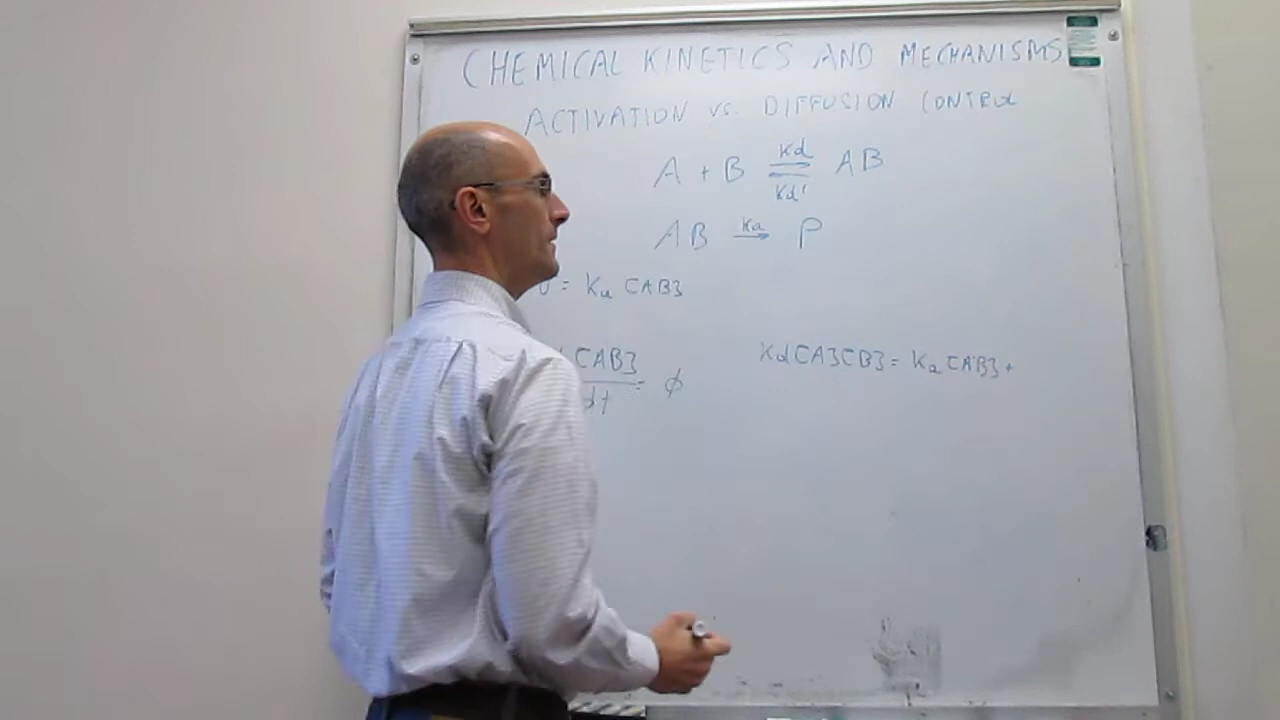 CHEMICAL KINETICS AND MECHANISMS
ACTIVATION VS. DIFFUSION CONTROL
A + B ⇌ AB
kd
kd'
AB → P
ka
= ka [AB]
[AB]
dt
= ϕ
kd[A][B] = ka[AB] +